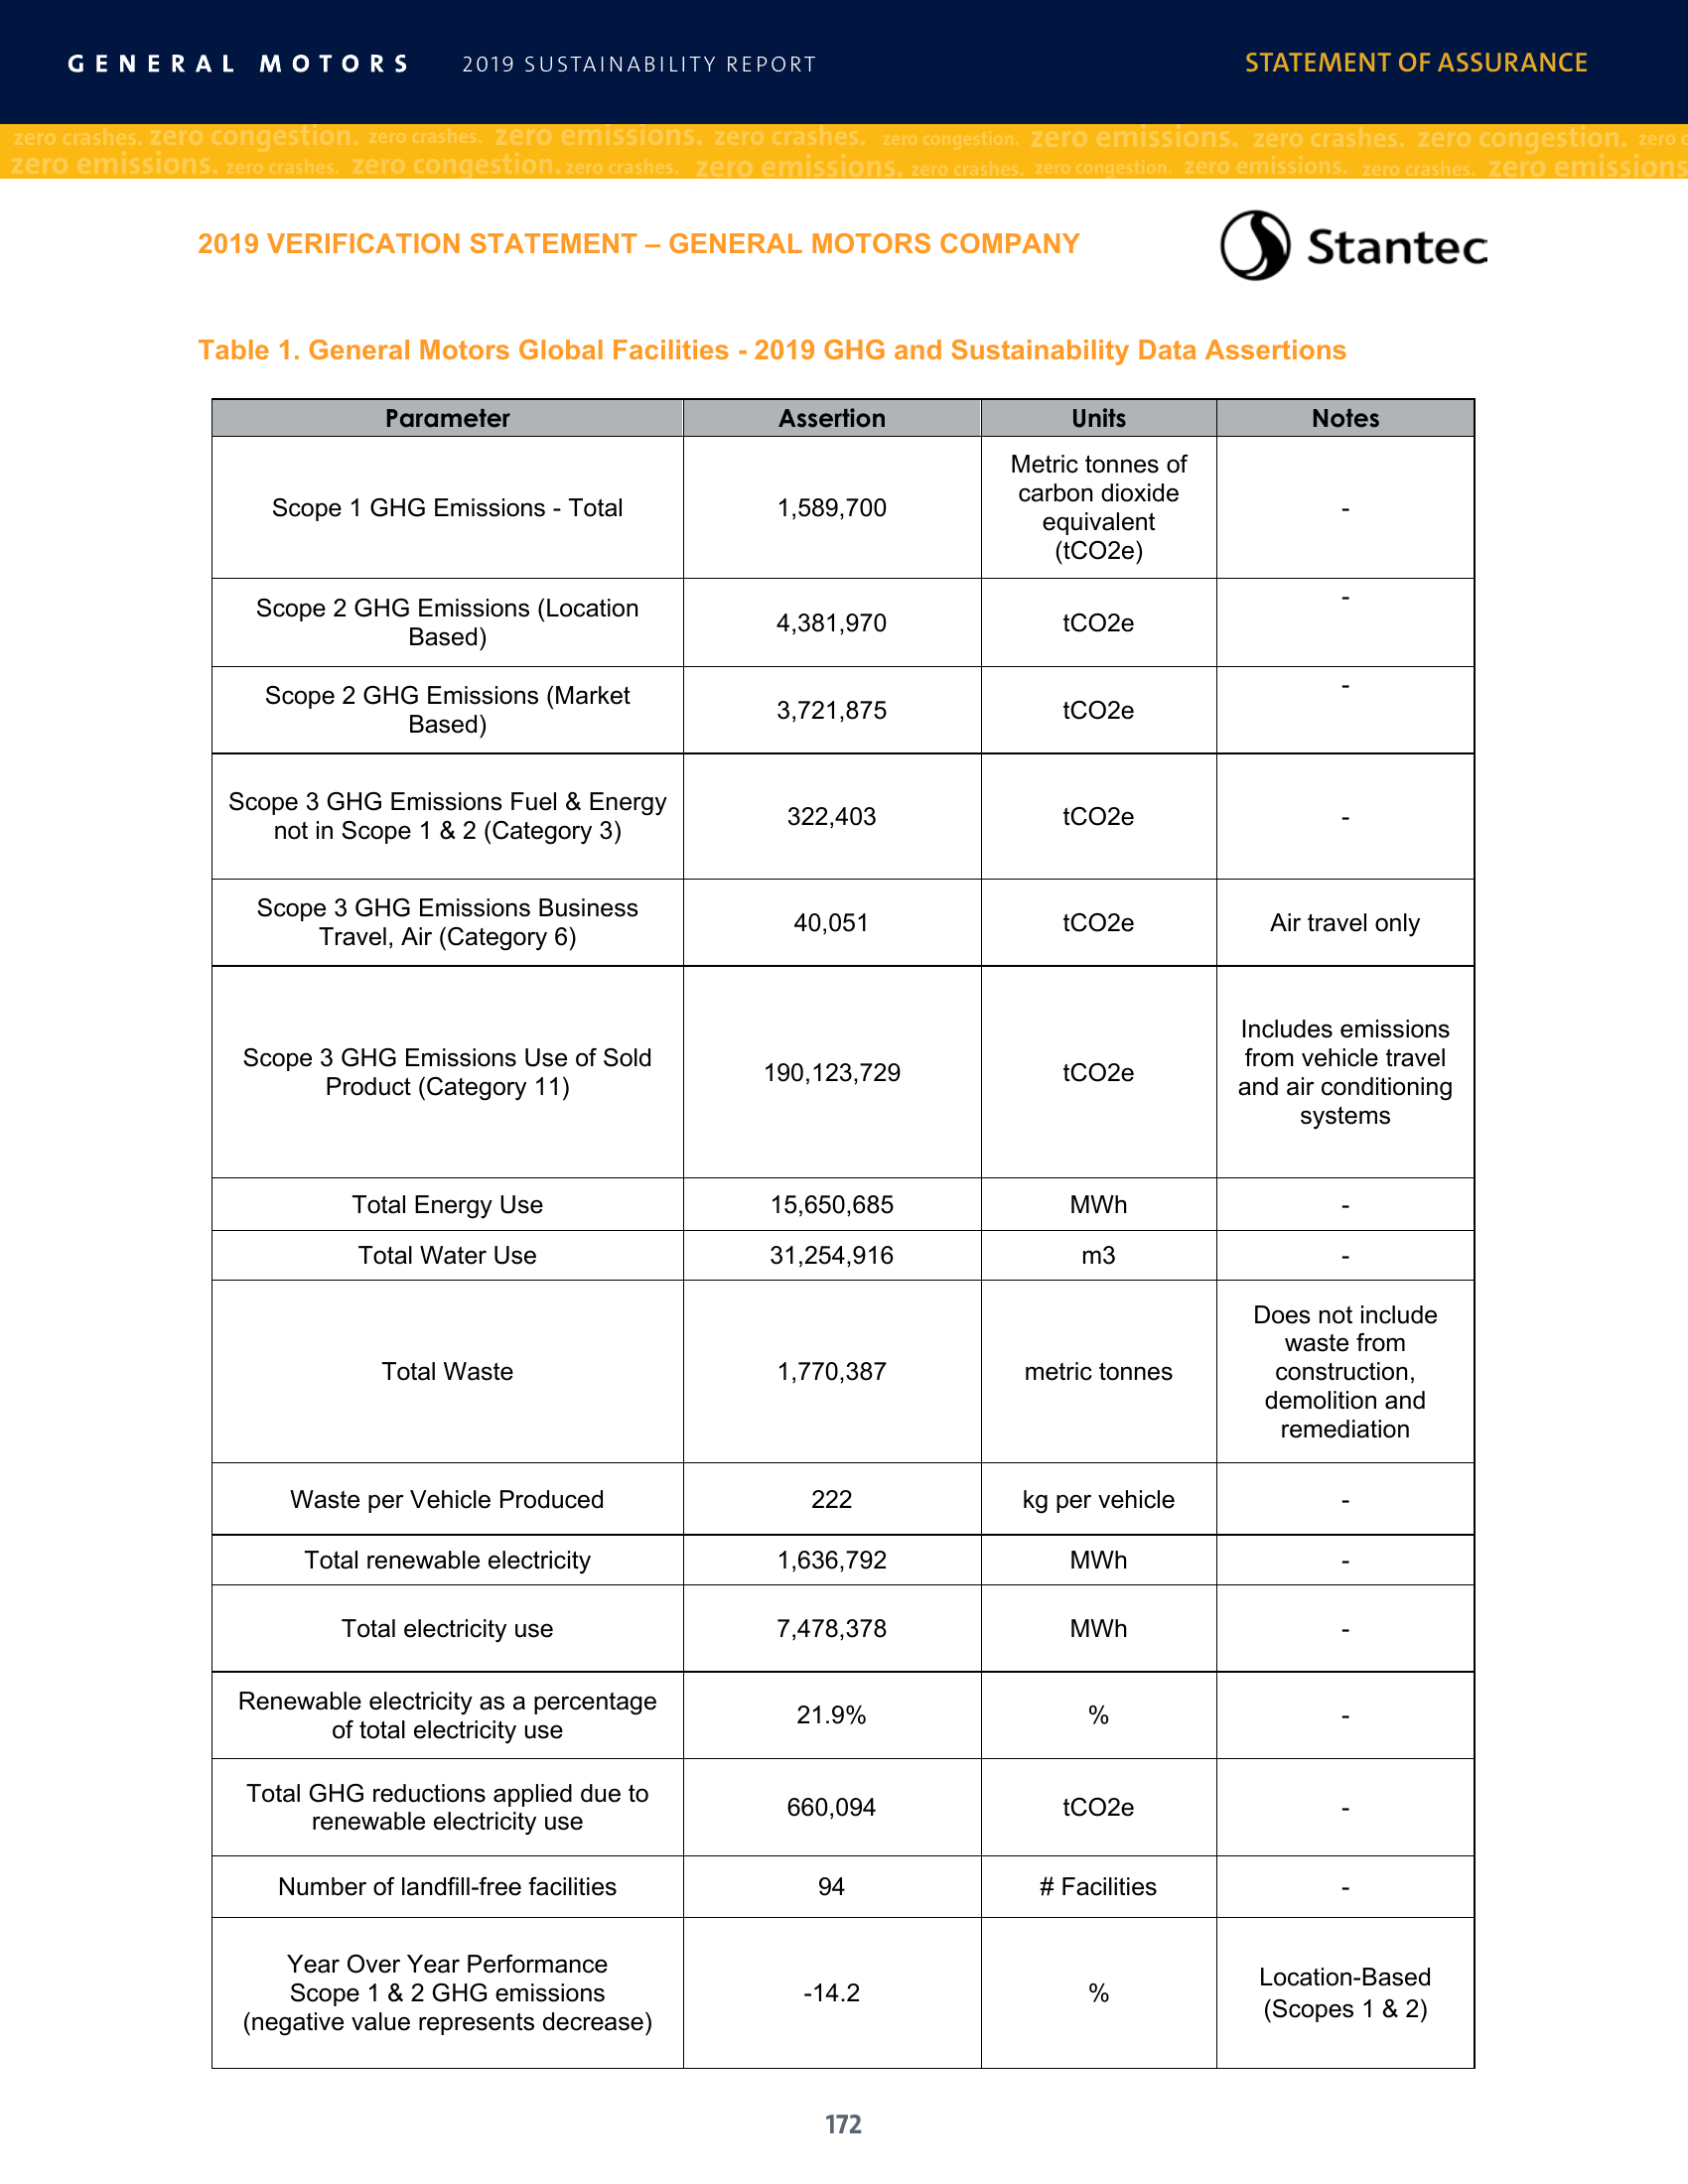 GENERAL MOTORS 2019 SUSTAINABILITY REPORT STATEMENT OF ASSURANCE
zero crashes. zero congestion. zero crashes. zero emissions. zero crashes. zero congestion. zero emissions. zero crashes. zero congestion. zero c
zero emissions. zero crashes. zero congestion. zero crashes. zero emissions. zero crashes. zero congestion. zero emissions. zero crashes. zero emissions
2019 VERIFICATION STATEMENT – GENERAL MOTORS COMPANY
Stantec
Table 1. General Motors Global Facilities - 2019 GHG and Sustainability Data Assertions
Parameter Assertion Units Notes
Scope 1 GHG Emissions - Total 1,589,700 Metric tonnes of
carbon dioxide
equivalent
(tCO2e) -
Scope 2 GHG Emissions (Location
Based) 4,381,970 tCO2e -
Scope 2 GHG Emissions (Market
Based) 3,721,875 tCO2e -
Scope 3 GHG Emissions Fuel & Energy
not in Scope 1 & 2 (Category 3) 322,403 tCO2e -
Scope 3 GHG Emissions Business
Travel, Air (Category 6) 40,051 tCO2e Air travel only
Scope 3 GHG Emissions Use of Sold
Product (Category 11) 190,123,729 tCO2e Includes emissions
from vehicle travel
and air conditioning
systems
Total Energy Use 15,650,685 MWh -
Total Water Use 31,254,916 m3 -
Total Waste 1,770,387 metric tonnes Does not include
waste from
construction,
demolition and
remediation
Waste per Vehicle Produced 222 kg per vehicle -
Total renewable electricity 1,636,792 MWh -
Total electricity use 7,478,378 MWh -
Renewable electricity as a percentage
of total electricity use 21.9% % -
Total GHG reductions applied due to
renewable electricity use 660,094 tCO2e -
Number of landfill-free facilities 94 # Facilities -
Year Over Year Performance
Scope 1 & 2 GHG emissions
(negative value represents decrease) -14.2 % Location-Based
(Scopes 1 & 2)
172